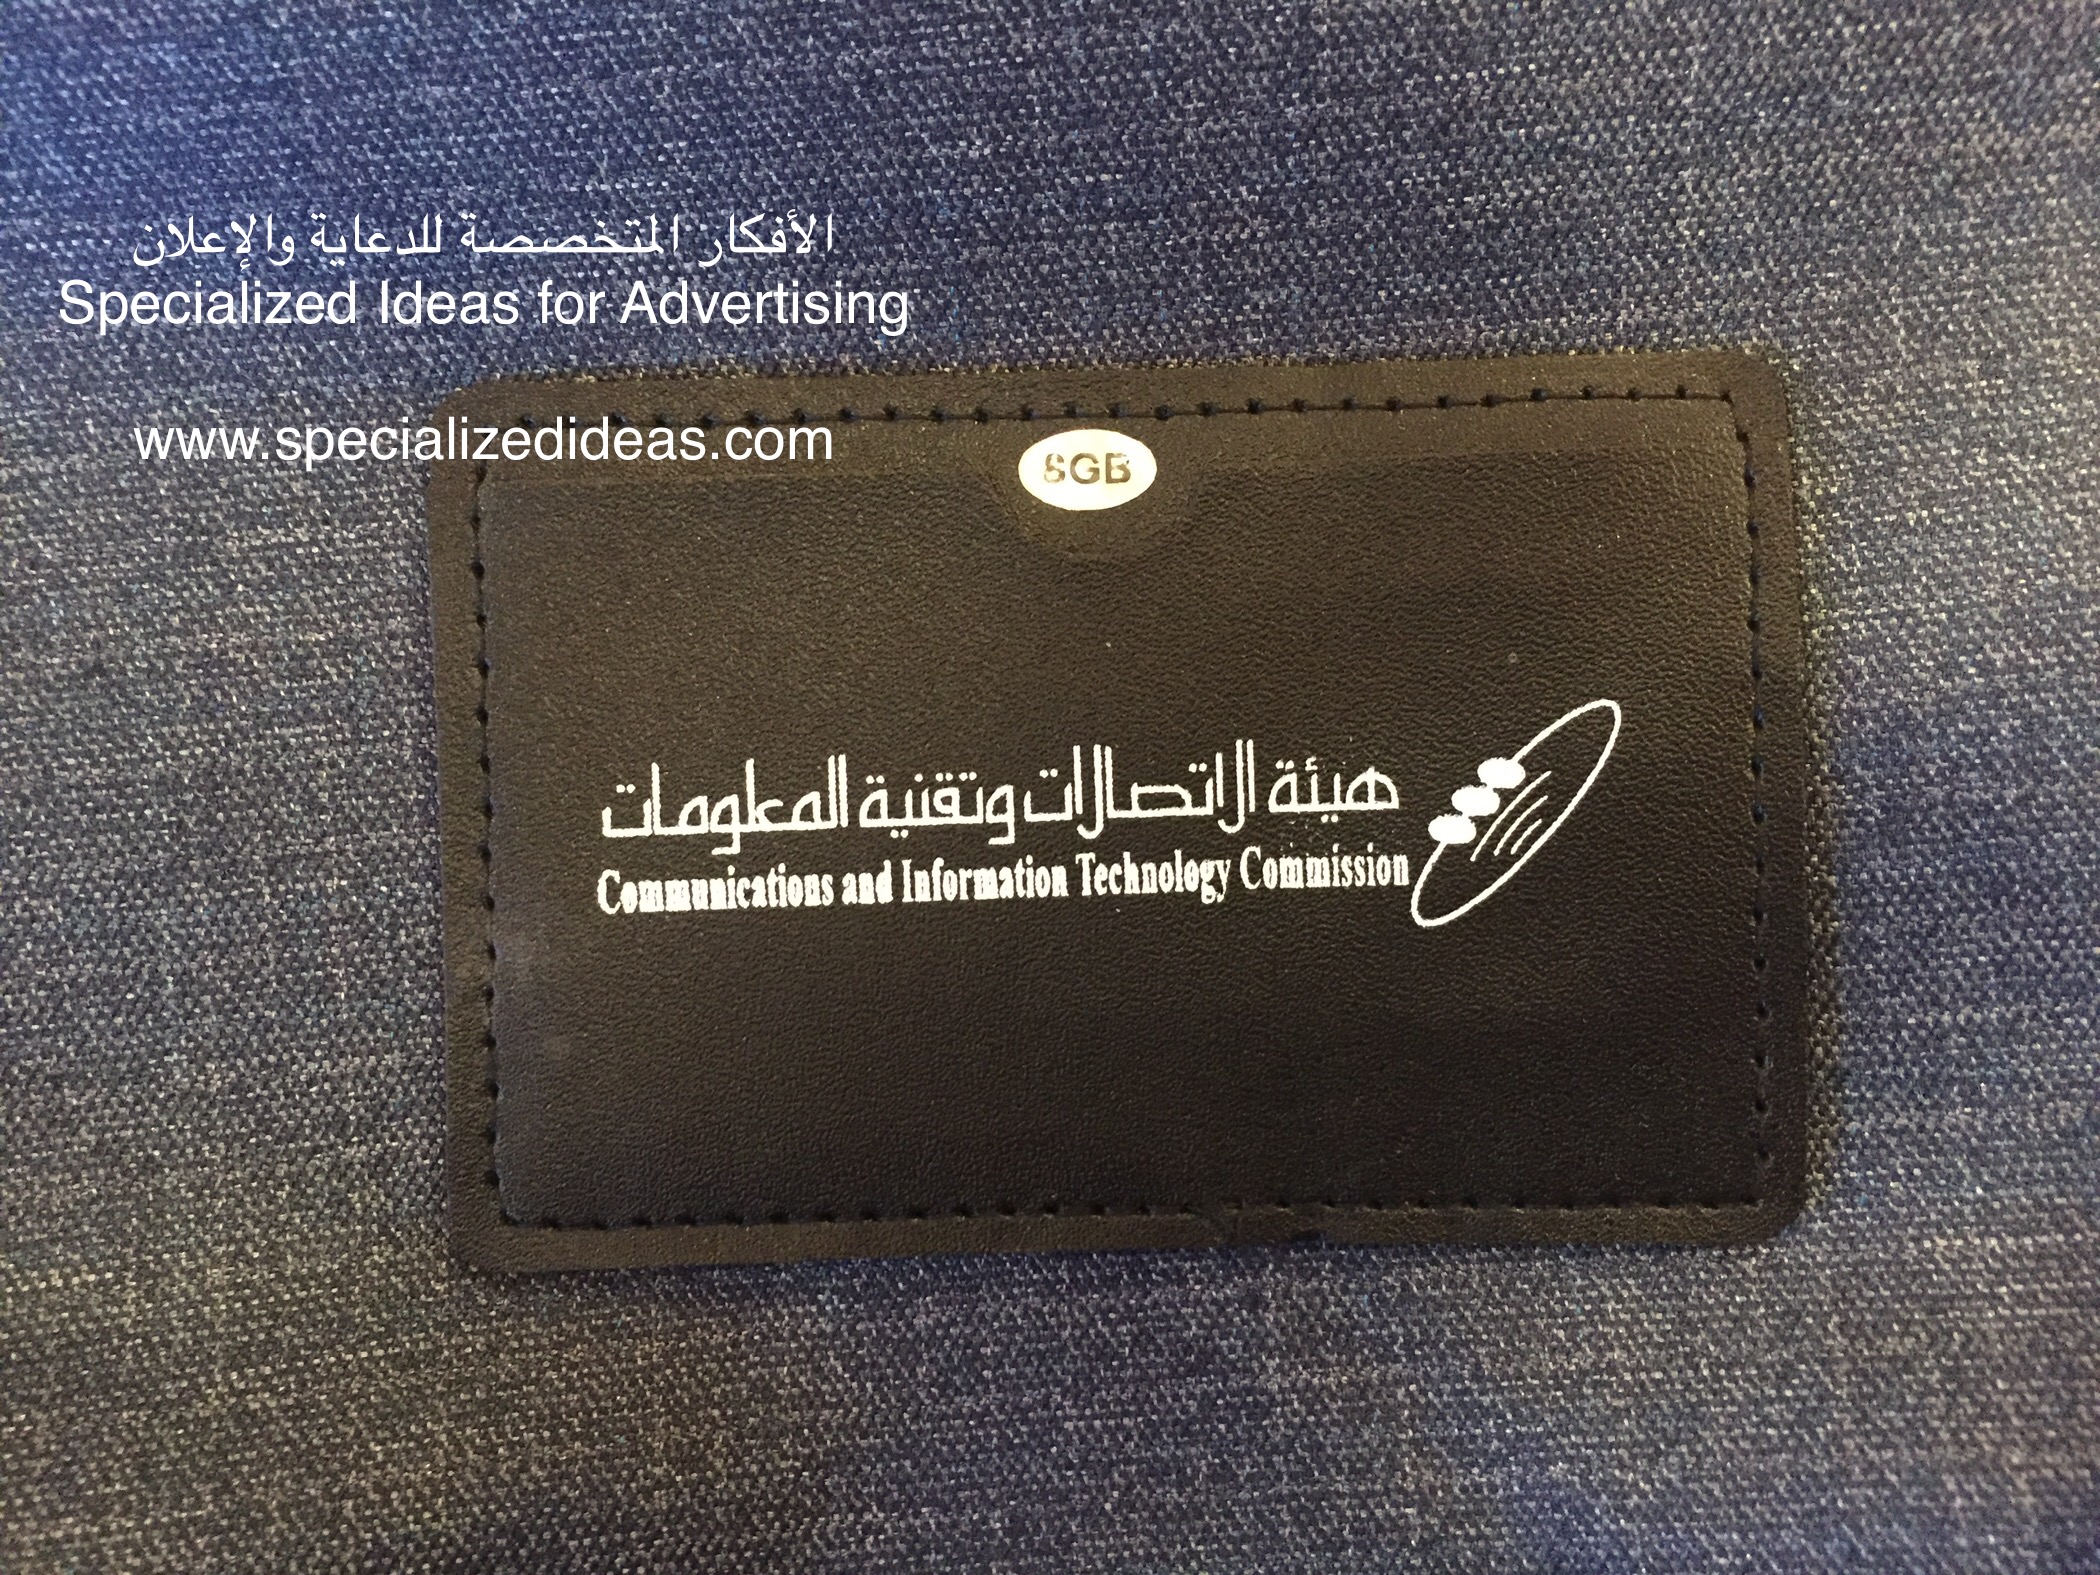 الأفكار المتخصصة للدعاية والإعلان
Specialized Ideas for Advertising
www.specializedideas.com
8GB
هيئة الاتصالات وتقنية المعلومات
Communications and Information Technology Commission